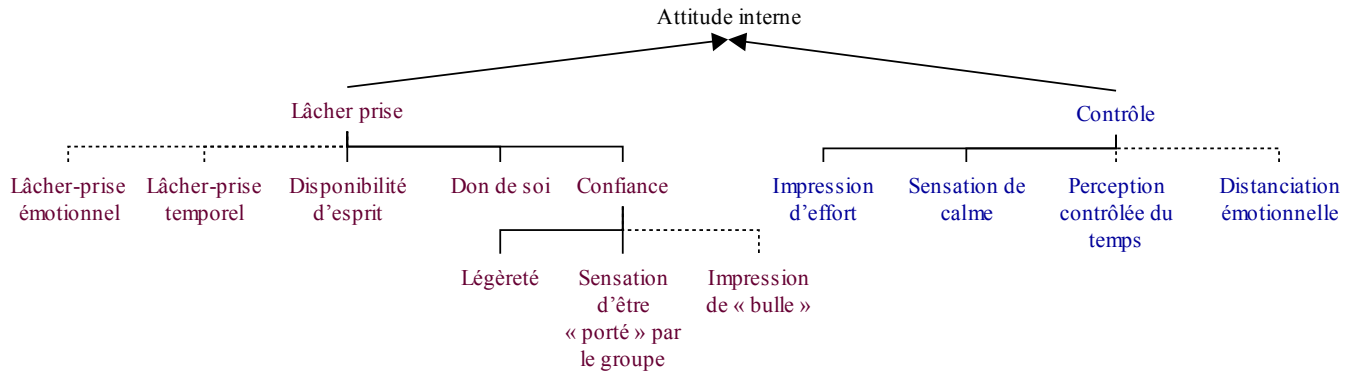 Attitude interne
Lâcher prise
Contrôle
Lâcher-prise
émotionnel
Lâcher-prise
temporel
Disponibilité
d’esprit
Don de soi
Confiance
Impression
d’effort
Sensation de
calme
Perception
contrôlée du
temps
Distanciation
émotionnelle
Légèreté
Sensation
d’être
« porté » par
le groupe
Impression
de « bulle »